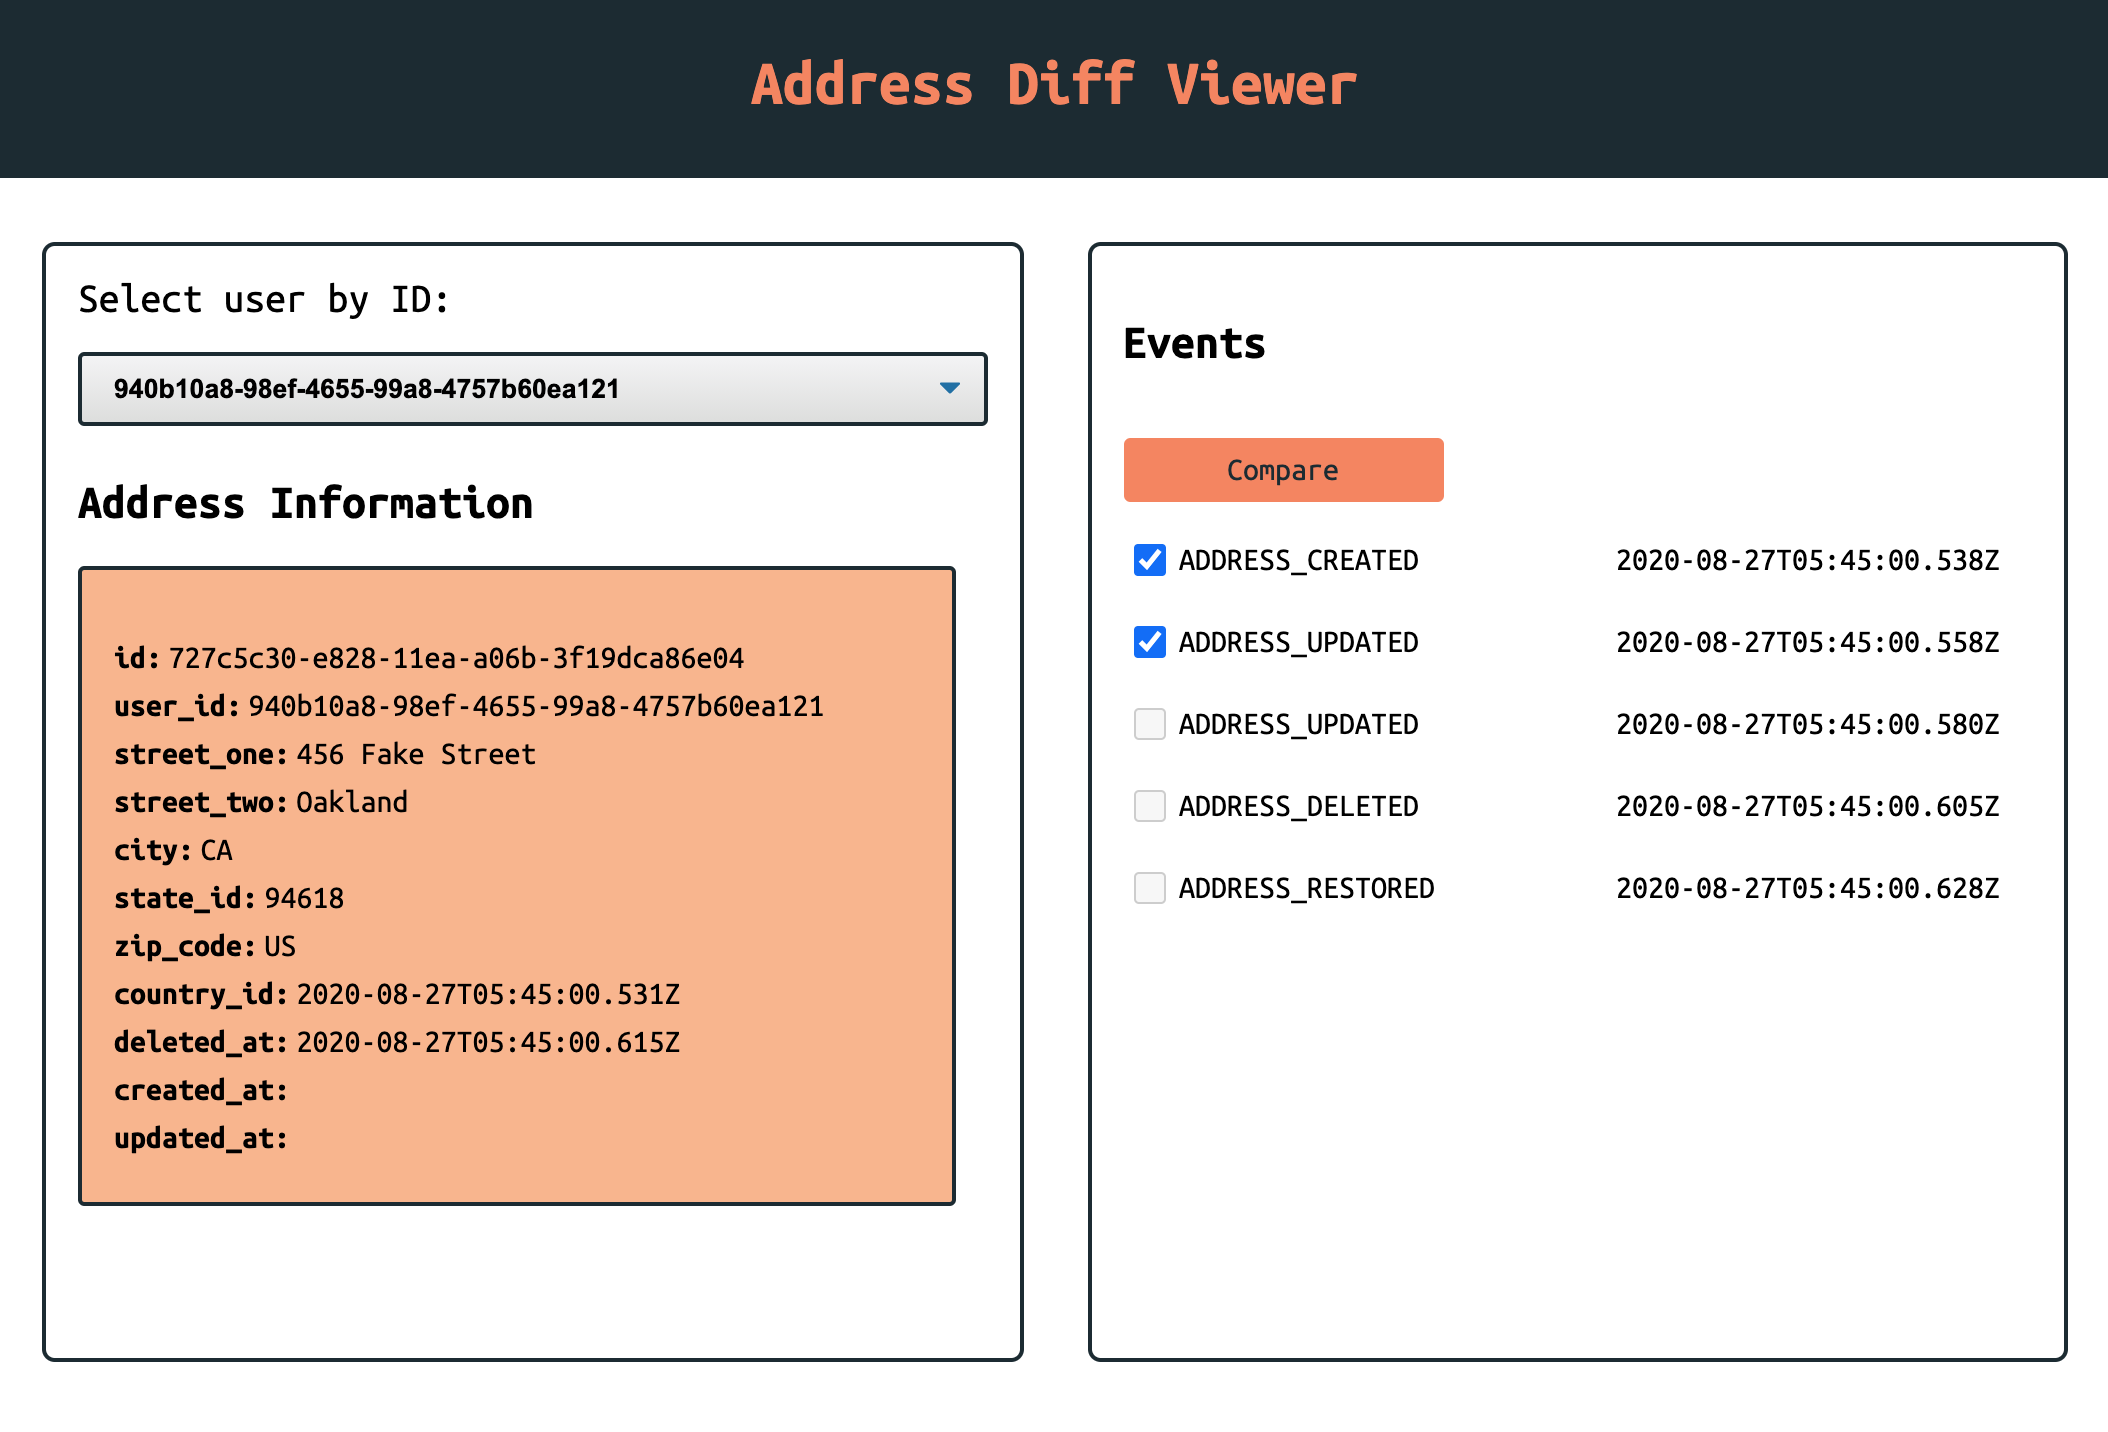 Address Diff Viewer
Select user by ID:
940b10a8-98ef-4655-99a8-4757b60ea121
Address Information
id: 727c5c30-e828-11ea-a06b-3f19dca86e04
user_id: 940b10a8-98ef-4655-99a8-4757b60ea121
street_one: 456 Fake Street
street_two: Oakland
city: CA
state_id: 94618
zip_code: US
country_id: 2020-08-27T05:45:00.531Z
deleted_at: 2020-08-27T05:45:00.615Z
created_at:
updated_at:
Events
Compare
ADDRESS_CREATED 2020-08-27T05:45:00.538Z
ADDRESS_UPDATED 2020-08-27T05:45:00.558Z
ADDRESS_UPDATED 2020-08-27T05:45:00.580Z
ADDRESS_DELETED 2020-08-27T05:45:00.605Z
ADDRESS_RESTORED 2020-08-27T05:45:00.628Z